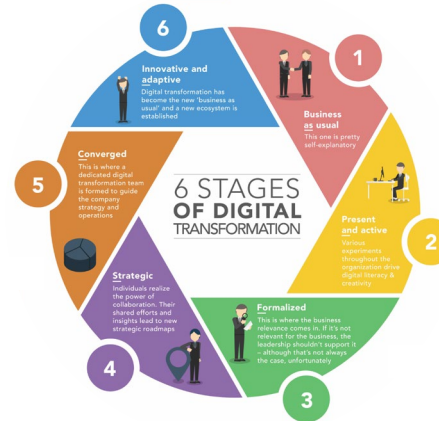 6 STAGES
OF DIGITAL
TRANSFORMATION
1
Business
as usual
This one is pretty
self-explanatory
2
Present
and active
Various
experiments
throughout the
organization drive
digital literacy &
creativity
3
Formalized
This is where the business
relevance comes in. If it's not
relevant for the business, the
leadership shouldn't support it
– although that's not always
the case, unfortunately
4
Strategic
Individuals realize
the power of
collaboration. Their
shared efforts and
insights lead to new
strategic roadmaps
5
Converged
This is where a
dedicated digital
transformation team
is formed to guide
the company
strategy and
operations
6
Innovative and
adaptive
Digital transformation has
become the new 'business as
usual' and a new ecosystem is
established